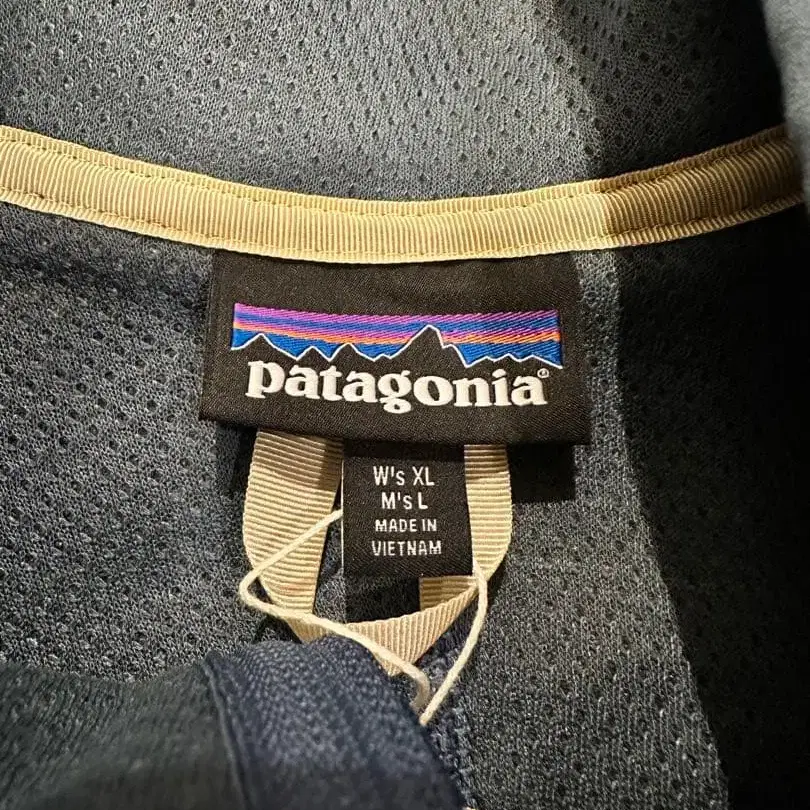 patagonia®
W's XL
M's L
MADE IN
VIETNAM